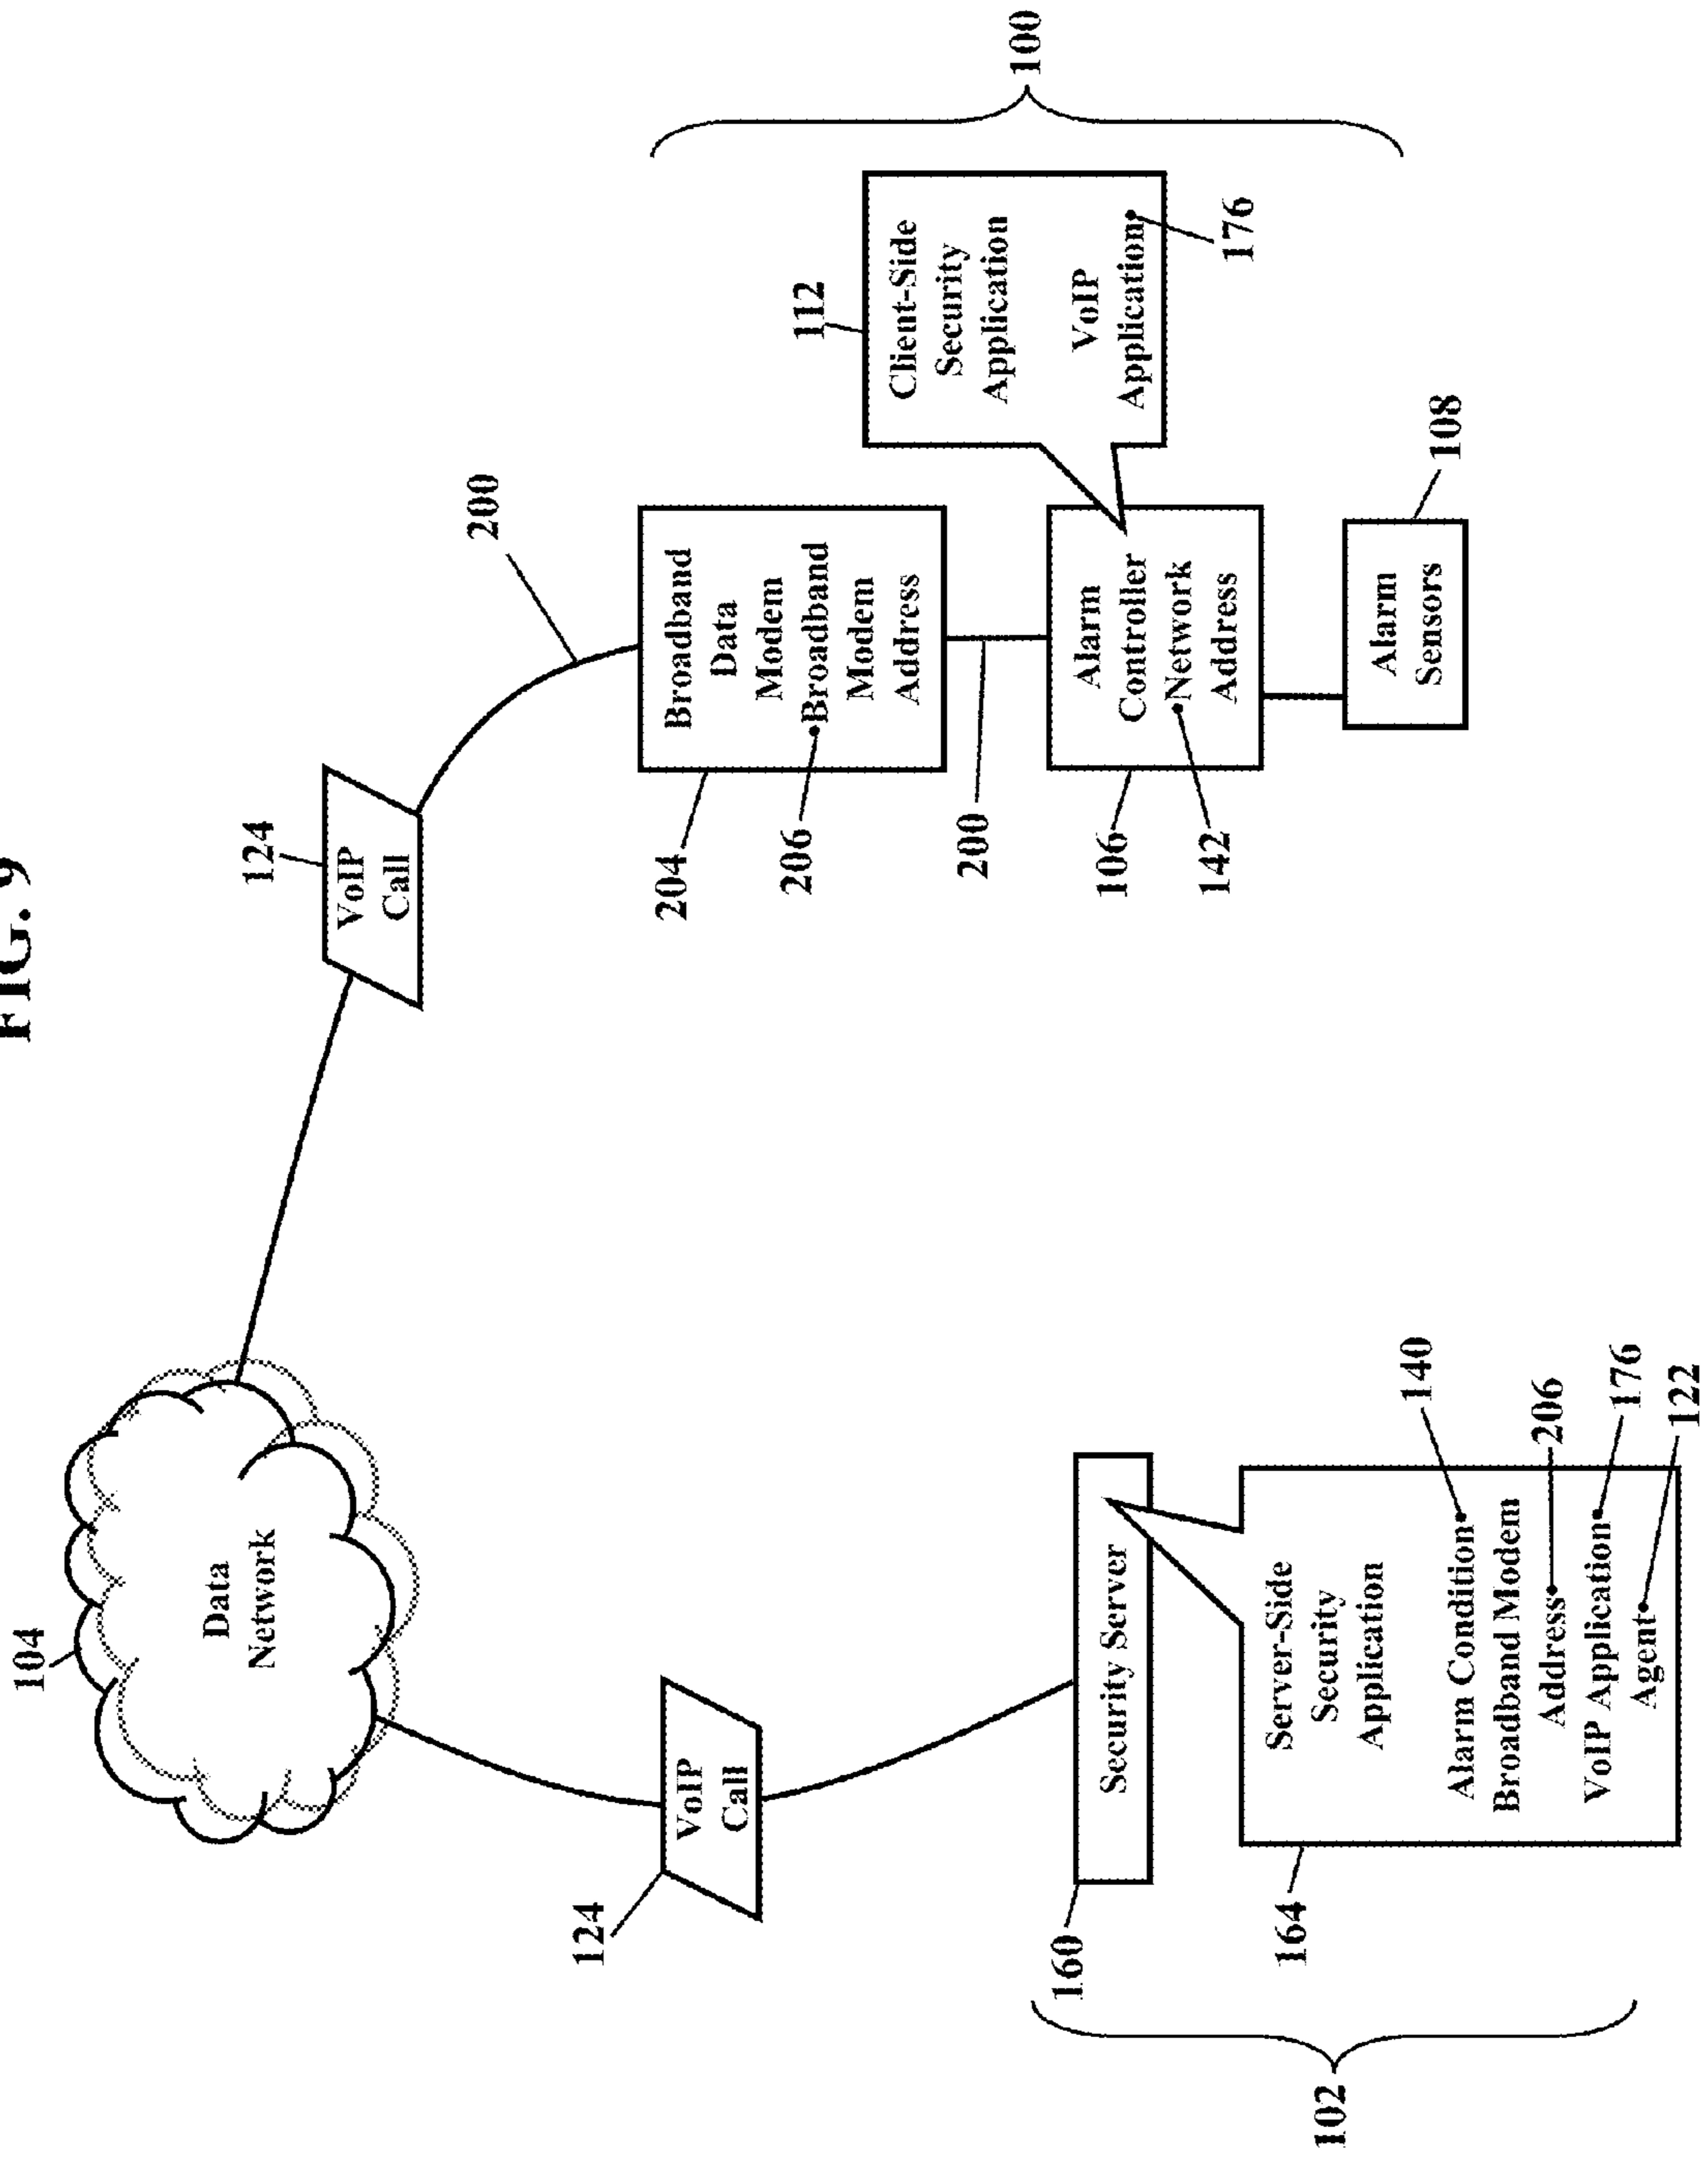 FIG. 9
104
Data
Network
124
VoIP
Call
200
124
VoIP
Call
204
Broadband
Data
Modem
206
Broadband
Modem
Address
200
112
Client-Side
Security
Application
VoIP
Application
176
100
106
Alarm
Controller
142
Network
Address
Alarm
Sensors
108
160
Security Server
164
Server-Side
Security
Application
Alarm Condition
140
Broadband Modem
Address
206
VoIP Application
176
Agent
122
102